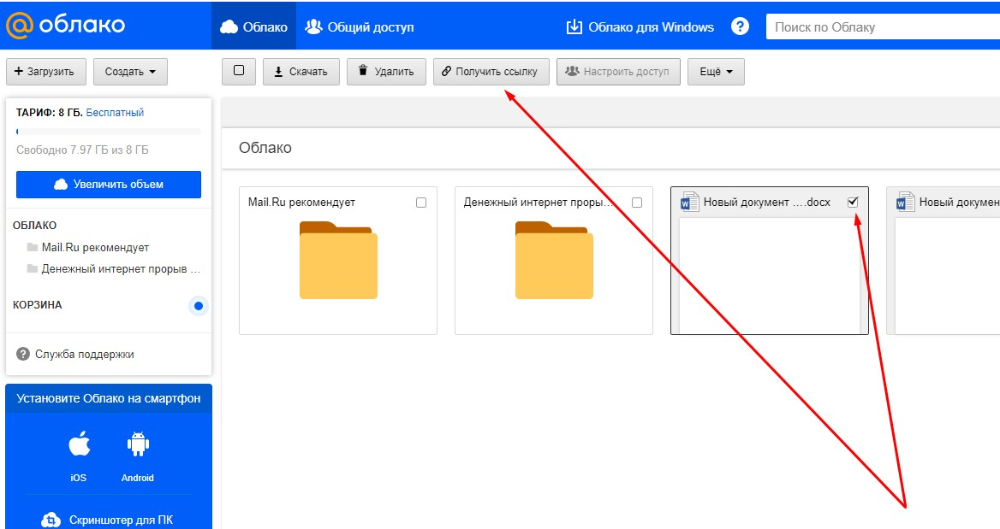 @ облако
Облако
Общий доступ
Облако для Windows
?
Поиск по Облаку
+ Загрузить
Создать
Скачать
Удалить
Получить ссылку
Настроить доступ
Ещё
ТАРИФ: 8 ГБ. Бесплатный
Свободно 7.97 ГБ из 8 ГБ
Увеличить объем
ОБЛАКО
Mail.Ru рекомендует
Денежный интернет прорыв ...
КОРЗИНА
? Служба поддержки
Установите Облако на смартфон
iOS
Android
Скриншотер для ПК
Облако
Mail.Ru рекомендует
Денежный интернет проры...
W Новый документ ....docx
W Новый докумен